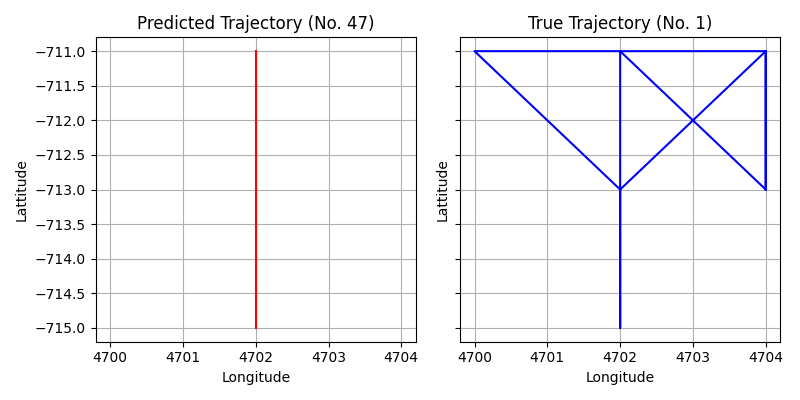 Predicted Trajectory (No. 47)
True Trajectory (No. 1)
Lattitude
−711.0
−711.5
−712.0
−712.5
−713.0
−713.5
−714.0
−714.5
−715.0
4700 4701 4702 4703 4704
Longitude
Lattitude
4700 4701 4702 4703 4704
Longitude